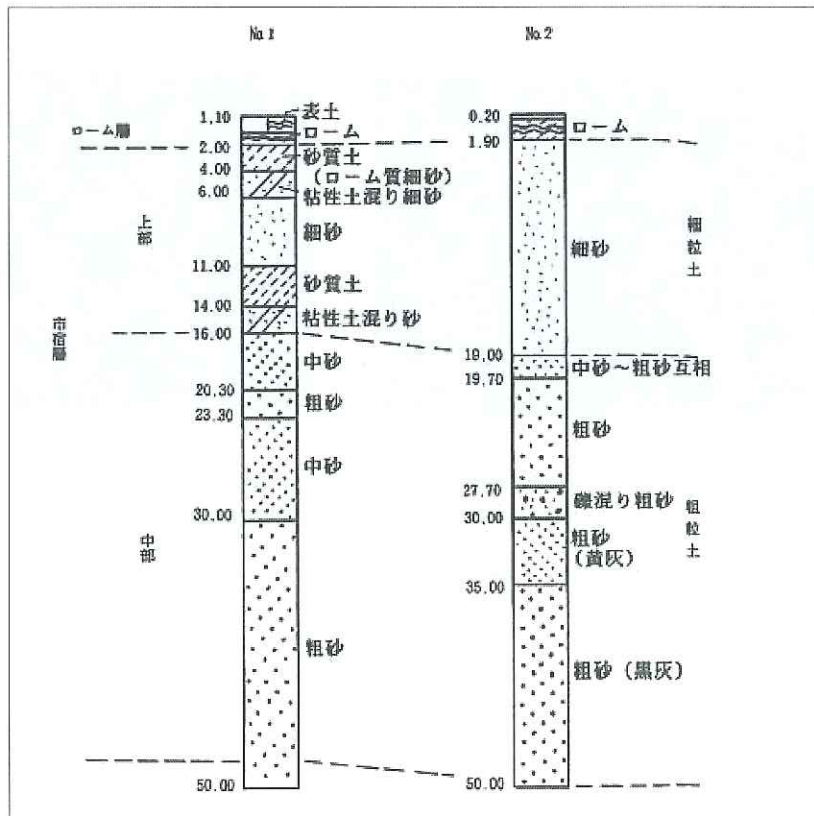 No.1
No.2
1.10
表土
0.20
ローム層
ローム
ローム
2.00
1.90
砂質土
4.00
(ローム質細砂)
6.00
粘性土混り細砂
上部
細砂
細砂
細粒土
11.00
砂質土
14.00
粘性土混り砂
16.00
市宿層
中砂
中砂〜粗砂互相
19.70
20.30
粗砂
粗砂
23.30
中砂
27.70
礫混り粗砂
30.00
30.00
粗粒土
粗砂
(黄灰)
中部
35.00
粗砂
粗砂(黒灰)
50.00
50.00